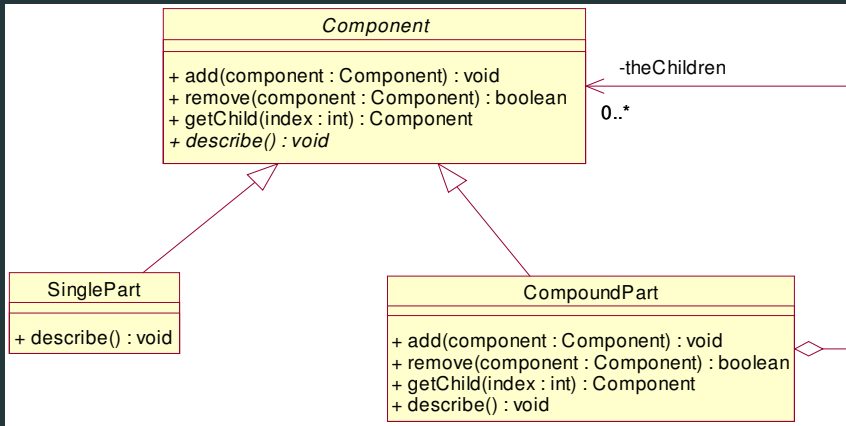 Component
+ add(component : Component) : void
+ remove(component : Component) : boolean
+ getChild(index : int) : Component
+ describe() : void
-theChildren
0..*
SinglePart
+ describe() : void
CompoundPart
+ add(component : Component) : void
+ remove(component : Component) : boolean
+ getChild(index : int) : Component
+ describe() : void